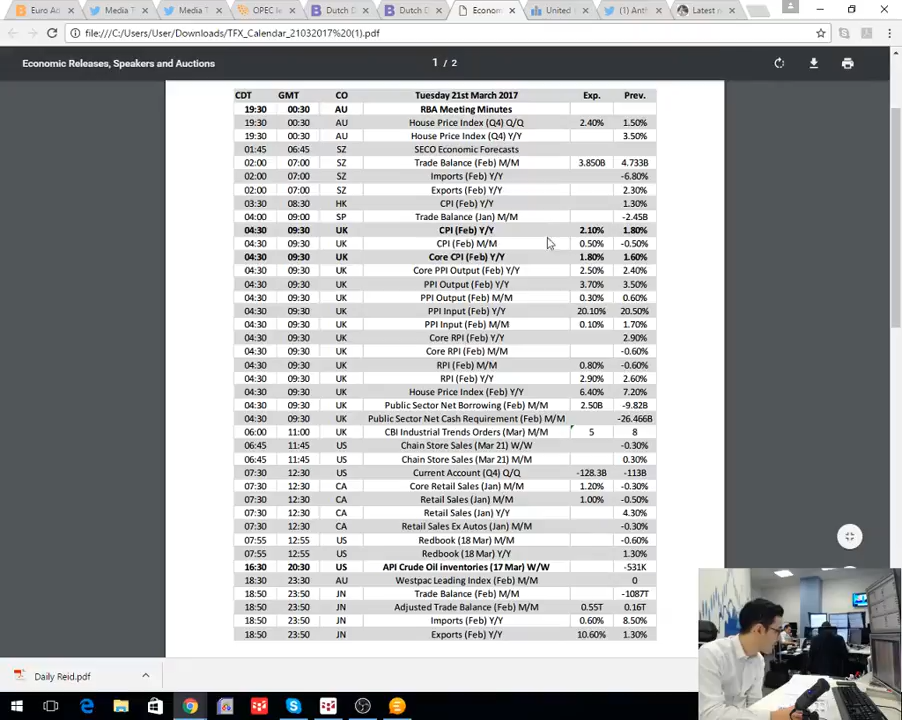 Euro A
Media T
Media T
OPEC le
Dutch D
Dutch D
Econom
United
(1) Ant
Latest n
file:///C:/Users/User/Downloads/TFX_Calendar_21032017%20(1).pdf
Economic Releases, Speakers and Auctions
1 / 2
CDT GMT CO Tuesday 21st March 2017 Exp. Prev.
19:30 00:30 AU RBA Meeting Minutes
19:30 00:30 AU House Price Index (Q4) Q/Q 2.40% 1.50%
19:30 00:30 AU House Price Index (Q4) Y/Y 3.50%
01:45 06:45 SZ SECO Economic Forecasts
02:00 07:00 SZ Trade Balance (Feb) M/M 3.850B 4.733B
02:00 07:00 SZ Imports (Feb) Y/Y -6.80%
02:00 07:00 SZ Exports (Feb) Y/Y 2.30%
03:30 08:30 HK CPI (Feb) Y/Y 1.30%
04:00 09:00 SP Trade Balance (Jan) M/M -2.45B
04:30 09:30 UK CPI (Feb) Y/Y 2.10% 1.80%
04:30 09:30 UK CPI (Feb) M/M 0.50% -0.50%
04:30 09:30 UK Core CPI (Feb) Y/Y 1.80% 1.60%
04:30 09:30 UK Core PPI Output (Feb) Y/Y 2.50% 2.40%
04:30 09:30 UK PPI Output (Feb) Y/Y 3.70% 3.50%
04:30 09:30 UK PPI Output (Feb) M/M 0.30% 0.60%
04:30 09:30 UK PPI Input (Feb) Y/Y 20.10% 20.50%
04:30 09:30 UK PPI Input (Feb) M/M 0.10% 1.70%
04:30 09:30 UK Core RPI (Feb) Y/Y 2.90%
04:30 09:30 UK Core RPI (Feb) M/M -0.60%
04:30 09:30 UK RPI (Feb) M/M 0.80% -0.60%
04:30 09:30 UK RPI (Feb) Y/Y 2.90% 2.60%
04:30 09:30 UK House Price Index (Feb) Y/Y 6.40% 7.20%
04:30 09:30 UK Public Sector Net Borrowing (Feb) M/M 2.50B -9.82B
04:30 09:30 UK Public Sector Net Cash Requirement (Feb) M/M -26.466B
06:00 11:00 UK CBI Industrial Trends Orders (Mar) M/M 5 8
06:45 11:45 US Chain Store Sales (Mar 21) W/W -0.30%
06:45 11:45 US Chain Store Sales (Mar 21) M/M 0.30%
07:30 12:30 US Current Account (Q4) Q/Q -128.3B -113B
07:30 12:30 CA Core Retail Sales (Jan) M/M 1.20% -0.30%
07:30 12:30 CA Retail Sales (Jan) M/M 1.00% -0.50%
07:30 12:30 CA Retail Sales (Jan) Y/Y 4.30%
07:30 12:30 CA Retail Sales Ex Autos (Jan) M/M -0.30%
07:55 12:55 US Redbook (18 Mar) M/M -0.60%
07:55 12:55 US Redbook (18 Mar) Y/Y 1.30%
16:30 20:30 US API Crude Oil inventories (17 Mar) W/W -531K
18:30 23:30 AU Westpac Leading Index (Feb) M/M 0
18:50 23:50 JN Trade Balance (Feb) M/M -1087T
18:50 23:50 JN Adjusted Trade Balance (Feb) M/M 0.55T 0.16T
18:50 23:50 JN Imports (Feb) Y/Y 0.60% 8.50%
18:50 23:50 JN Exports (Feb) Y/Y 10.60% 1.30%
Daily Reid.pdf